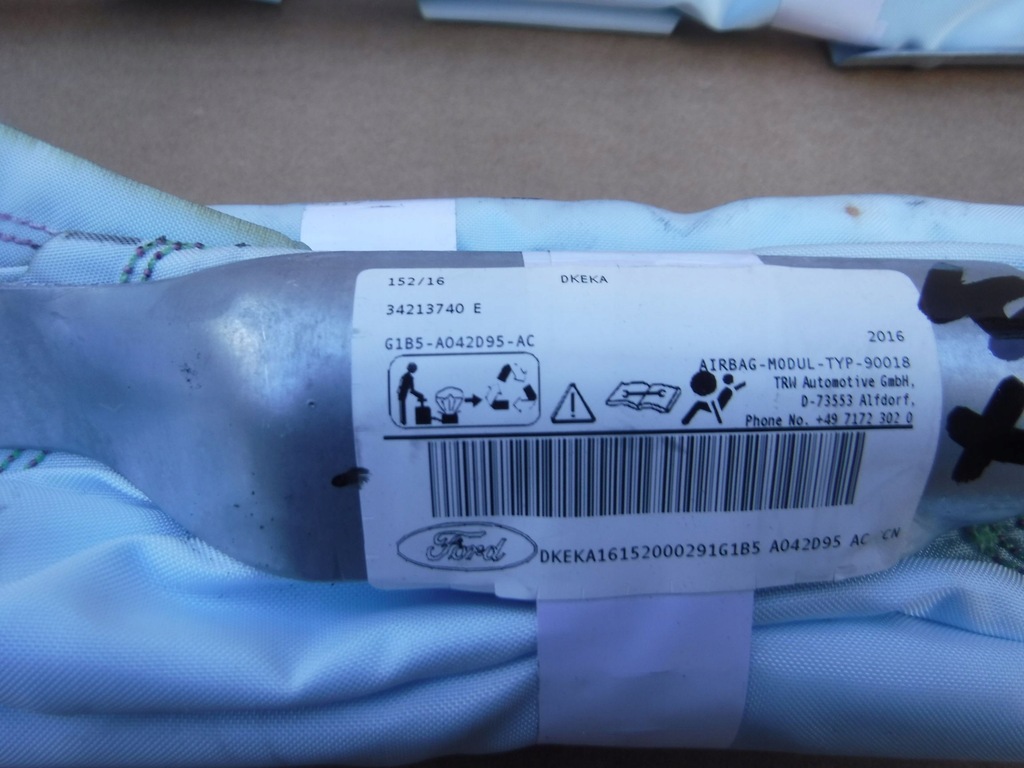 152/16 DKEKA
34213740 E
G1B5-A042D95-AC
2016
AIRBAG-MODUL-TYP-90018
TRW Automotive GmbH,
D-73553 Alfdorf,
Phone No. +49 7172 302 0
Ford
DKEKA16152000291G1B5 A042D95 AC CN